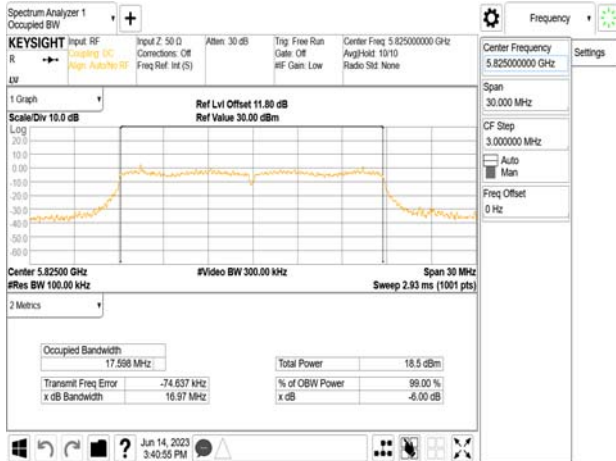 Spectrum Analyzer 1
Occupied BW
+
Frequency
KEYSIGHT
R
LVI
Input: RF
Coupling: DC
Align: Auto/No RF
Input Z: 50 Ω
Corrections: Off
Freq Ref: Int (S)
Atten: 30 dB
Trig: Free Run
Gate: Off
#IF Gain: Low
Center Freq: 5.825000000 GHz
Avg|Hold: 10/10
Radio Std: None
Center Frequency
5.825000000 GHz
Settings
Span
30.000 MHz
CF Step
3.000000 MHz
Auto
Man
Freq Offset
0 Hz
1 Graph
Scale/Div 10.0 dB
Ref Lvl Offset 11.80 dB
Ref Value 30.00 dBm
Log
20.0
10.0
0.00
-10.0
-20.0
-30.0
-40.0
-50.0
-60.0
Center 5.82500 GHz
#Video BW 300.00 kHz
Span 30 MHz
#Res BW 100.00 kHz
Sweep 2.93 ms (1001 pts)
2 Metrics
Occupied Bandwidth
17.598 MHz
Total Power
18.5 dBm
Transmit Freq Error
-74.637 kHz
% of OBW Power
99.00 %
x dB Bandwidth
16.97 MHz
x dB
-6.00 dB
?
Jun 14, 2023
3:40:55 PM